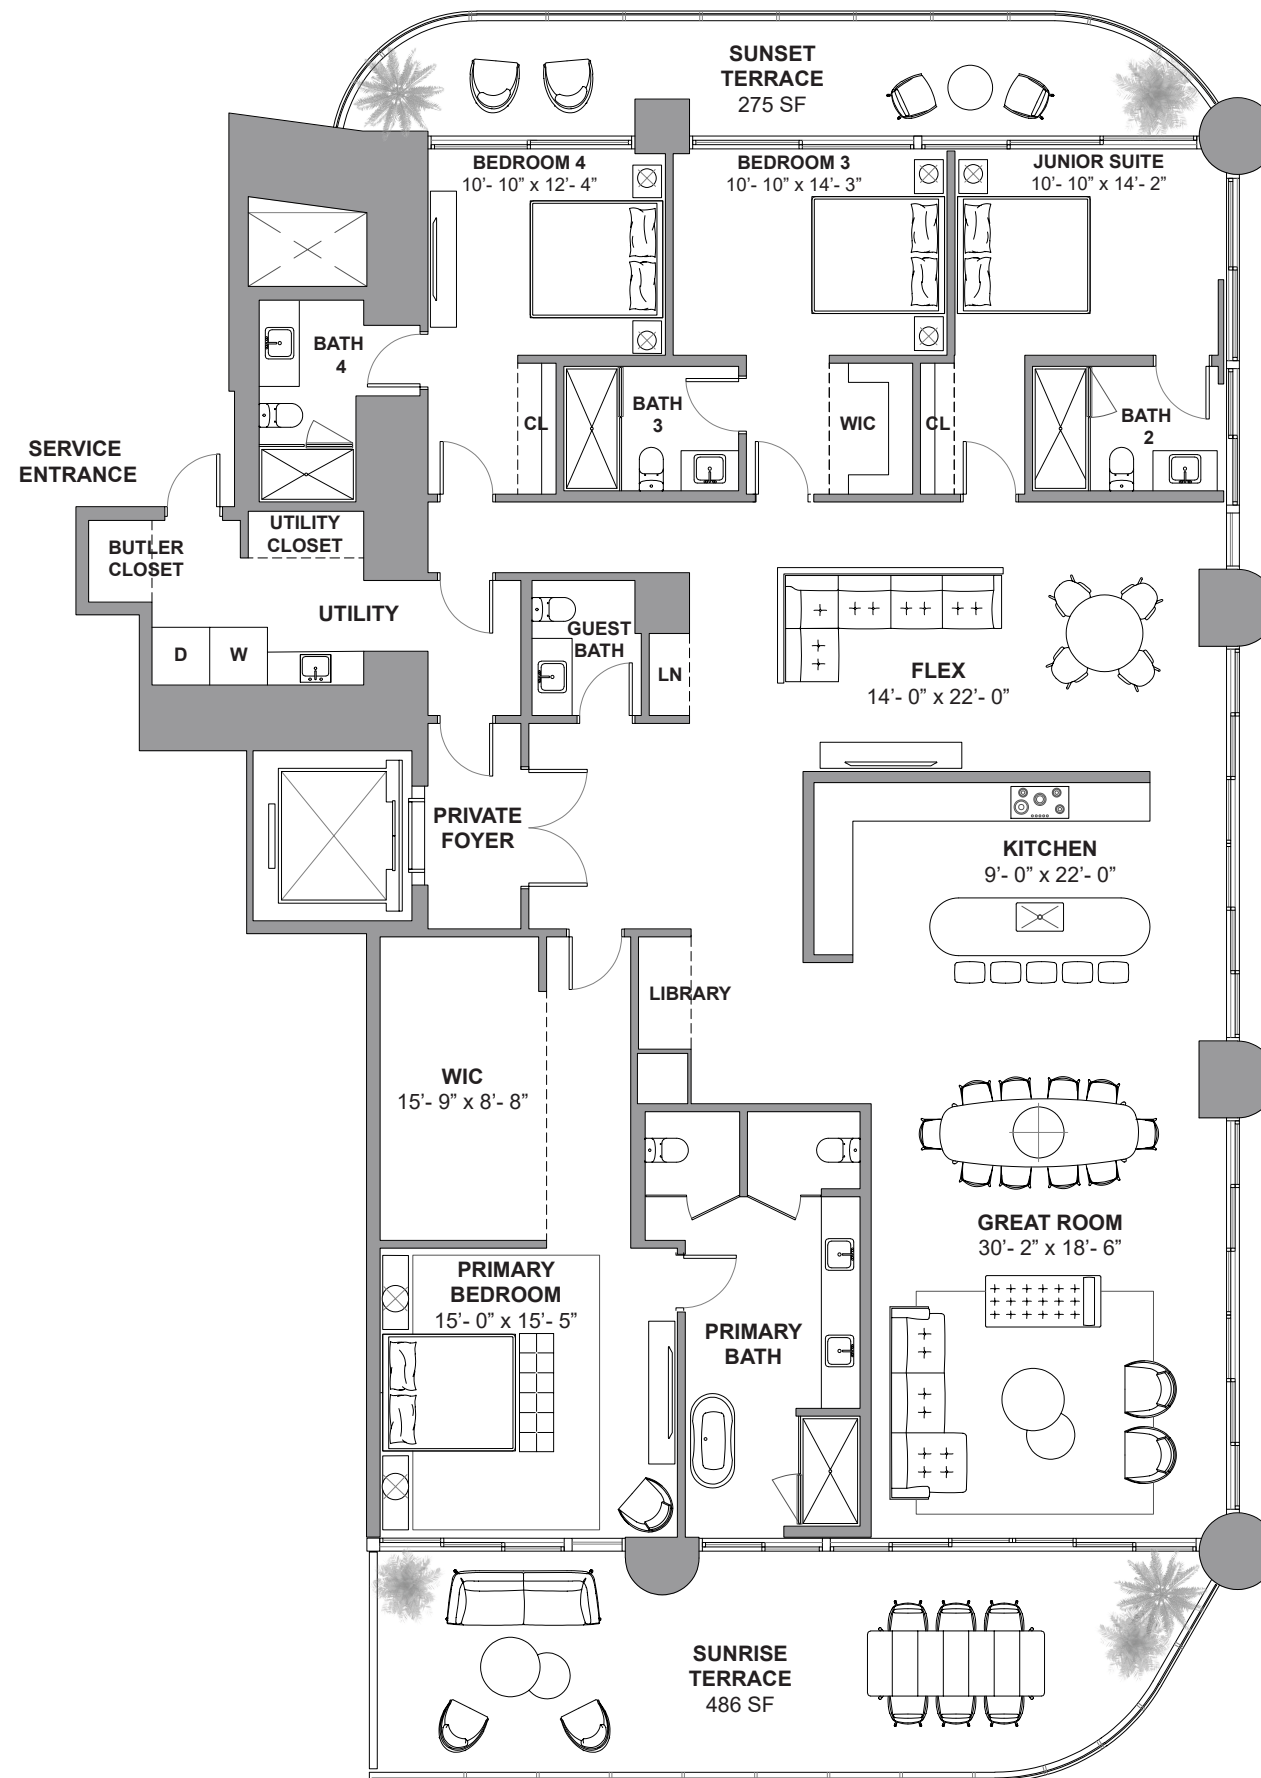 SUNSET
TERRACE
275 SF
BEDROOM 4
10'- 10” x 12'- 4”
BEDROOM 3
10'- 10” x 14'- 3”
JUNIOR SUITE
10'- 10” x 14'- 2”
BATH
4
CL
BATH
3
WIC
CL
BATH
2
SERVICE
ENTRANCE
BUTLER
CLOSET
UTILITY
CLOSET
UTILITY
D
W
GUEST
BATH
LN
FLEX
14'- 0” x 22'- 0”
PRIVATE
FOYER
KITCHEN
9'- 0” x 22'- 0”
LIBRARY
WIC
15'- 9” x 8'- 8”
GREAT ROOM
30'- 2” x 18'- 6”
PRIMARY
BEDROOM
15'- 0” x 15'- 5”
PRIMARY
BATH
SUNRISE
TERRACE
486 SF